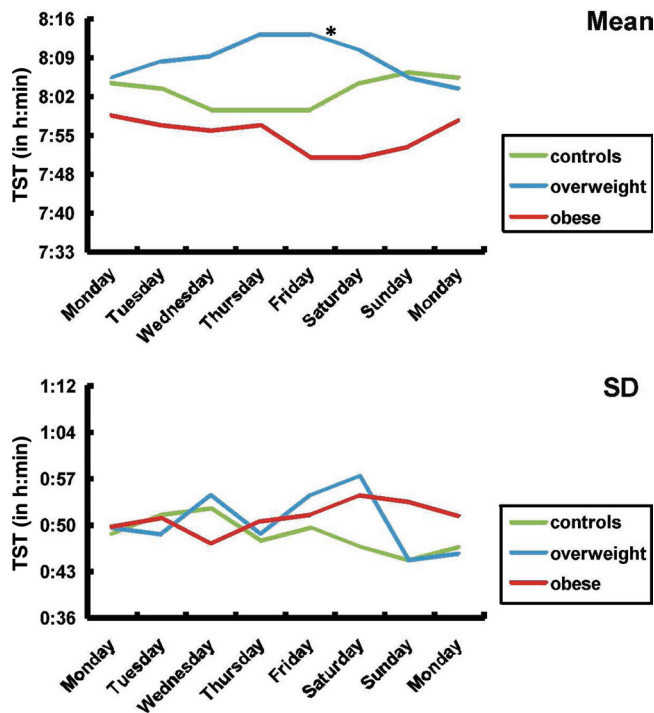 Mean
TST (in h:min)
8:16
8:09
8:02
7:55
7:48
7:40
7:33
*
controls
overweight
obese
Monday
Tuesday
Wednesday
Thursday
Friday
Saturday
Sunday
Monday
SD
TST (in h:min)
1:12
1:04
0:57
0:50
0:43
0:36
controls
overweight
obese
Monday
Tuesday
Wednesday
Thursday
Friday
Saturday
Sunday
Monday